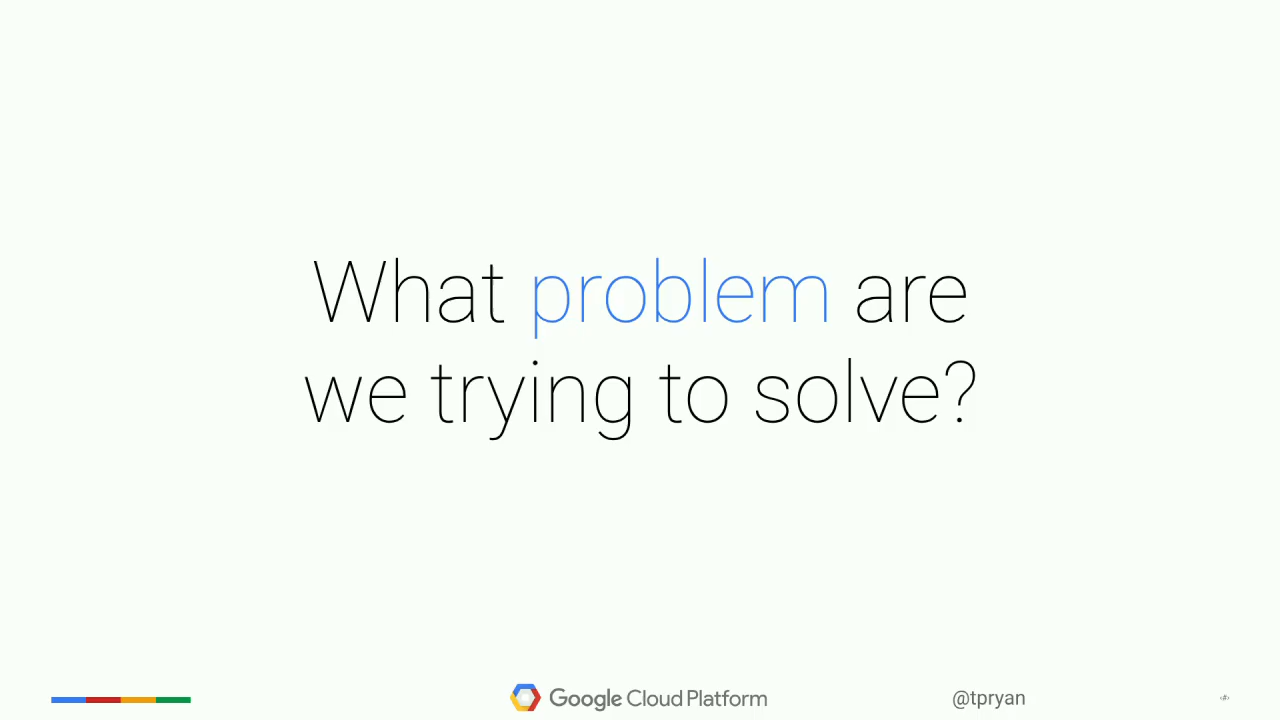 What problem are
we trying to solve?
Google Cloud Platform
@tpryan